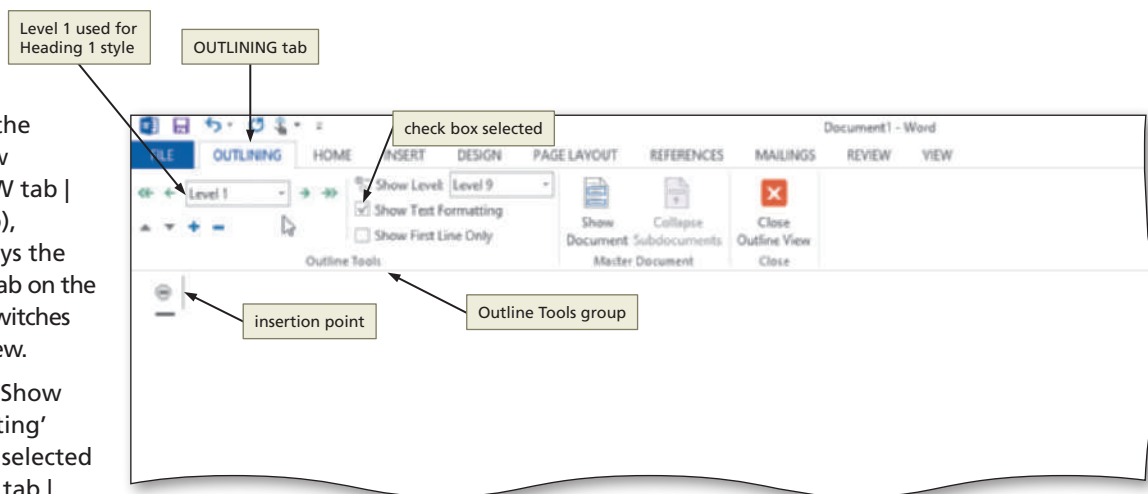 Level 1 used for
Heading 1 style
OUTLINING tab
the
W tab |
ys the
ab on the
witches
ew.
Show
ting’
selected
tab |
check box selected
Document1 - Word
FILE OUTLINING HOME INSERT DESIGN PAGE LAYOUT REFERENCES MAILINGS REVIEW VIEW
Level 1
Show Level: Level 9
Show Text Formatting
Show First Line Only
Outline Tools
Show
Document
Collapse
Subdocuments
Master Document
Close
Outline View
Close
insertion point
Outline Tools group